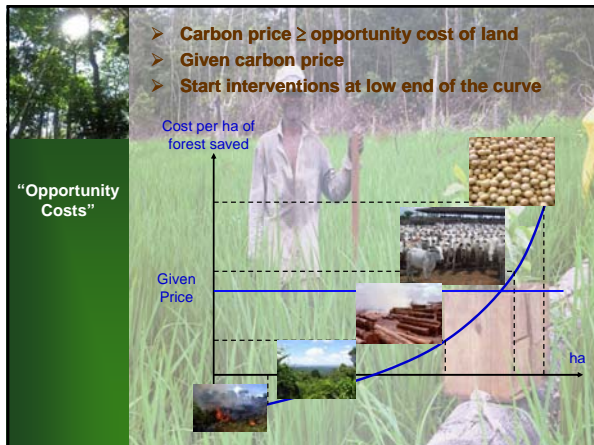 ➢ Carbon price ≥ opportunity cost of land
➢ Given carbon price
➢ Start interventions at low end of the curve
Cost per ha of
forest saved
"Opportunity
Costs"
Given
Price
ha